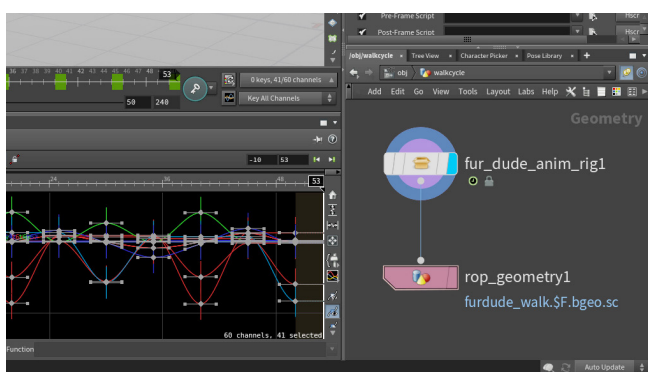 Pre-Frame Script
Hscr
Post-Frame Script
Hscr
/obj/walkcycle
Tree View
Character Picker
Pose Library
36 37 38 39 40 41 42 43 44 45 46 47 48 53
0 keys, 41/60 channels
obj
walkcycle
50 240
Key All Channels
Add Edit Go View Tools Layout Labs Help
Geometry
-10 53
fur_dude_anim_rig1
24 48 53
rop_geometry1
furdude_walk.$F.bgeo.sc
60 channels, 41 selected
Function
Auto Update